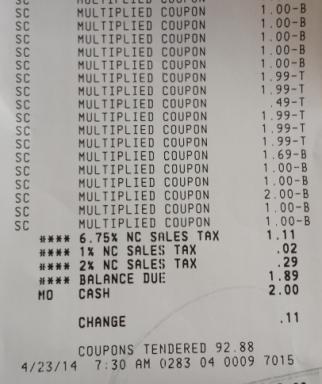 SC MULTIPLIED COUPON 1.00-B
SC MULTIPLIED COUPON 1.00-B
SC MULTIPLIED COUPON 1.00-B
SC MULTIPLIED COUPON 1.00-B
SC MULTIPLIED COUPON 1.00-B
SC MULTIPLIED COUPON 1.00-B
SC MULTIPLIED COUPON 1.99-T
SC MULTIPLIED COUPON 1.99-T
SC MULTIPLIED COUPON .49-T
SC MULTIPLIED COUPON 1.99-T
SC MULTIPLIED COUPON 1.99-T
SC MULTIPLIED COUPON 1.99-T
SC MULTIPLIED COUPON 1.69-B
SC MULTIPLIED COUPON 1.00-B
SC MULTIPLIED COUPON 1.00-B
SC MULTIPLIED COUPON 2.00-B
SC MULTIPLIED COUPON 1.00-B
SC MULTIPLIED COUPON 1.00-B
**** 6.75% NC SALES TAX 1.11
**** 1% NC SALES TAX .02
**** 2% NC SALES TAX .29
**** BALANCE DUE 1.89
MO CASH 2.00
CHANGE .11
COUPONS TENDERED 92.88
4/23/14 7:30 AM 0283 04 0009 7015